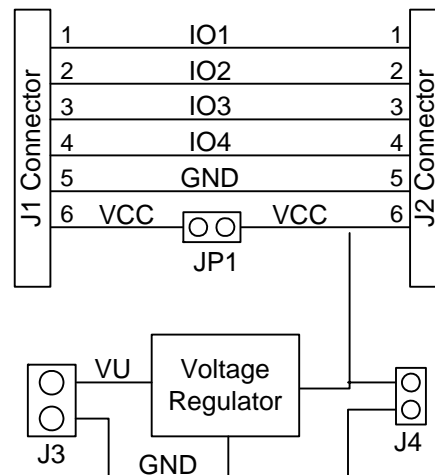 1 IO1 1
2 IO2 2
3 IO3 3
4 IO4 4
5 GND 5
6 VCC VCC 6
J1 Connector
J2 Connector
JP1
VU
Voltage
Regulator
J3
GND
J4